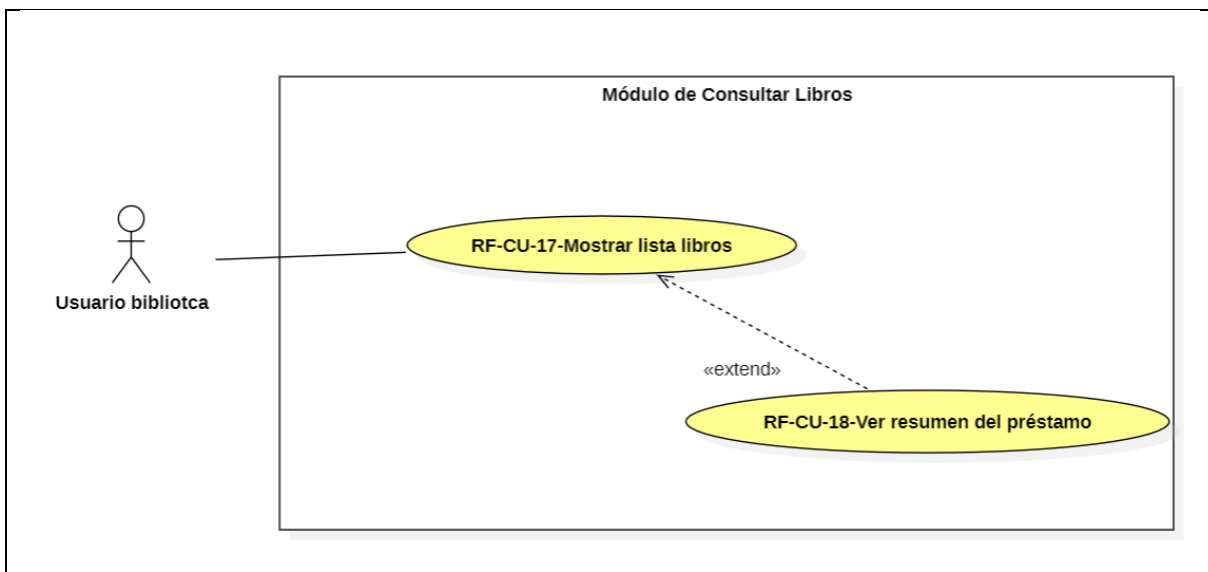 Módulo de Consultar Libros
RF-CU-17-Mostrar lista libros
Usuario bibliotca
«extend»
RF-CU-18-Ver resumen del préstamo